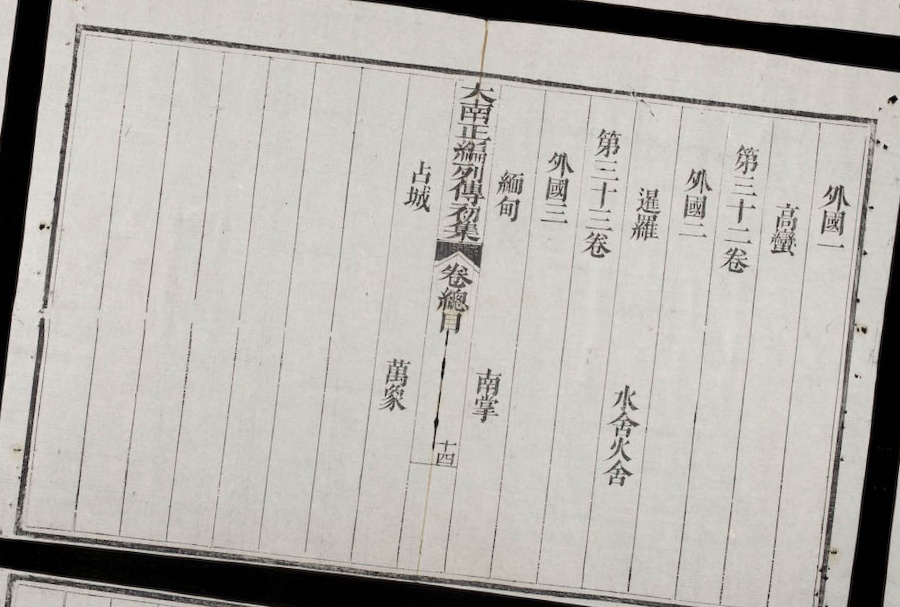 外國一
高蠻
第三十二卷
外國二
暹羅 水舍火舍
第三十三卷
外國三
緬甸 南掌
大南正編列傳初集 卷總目 十四
占城 萬象